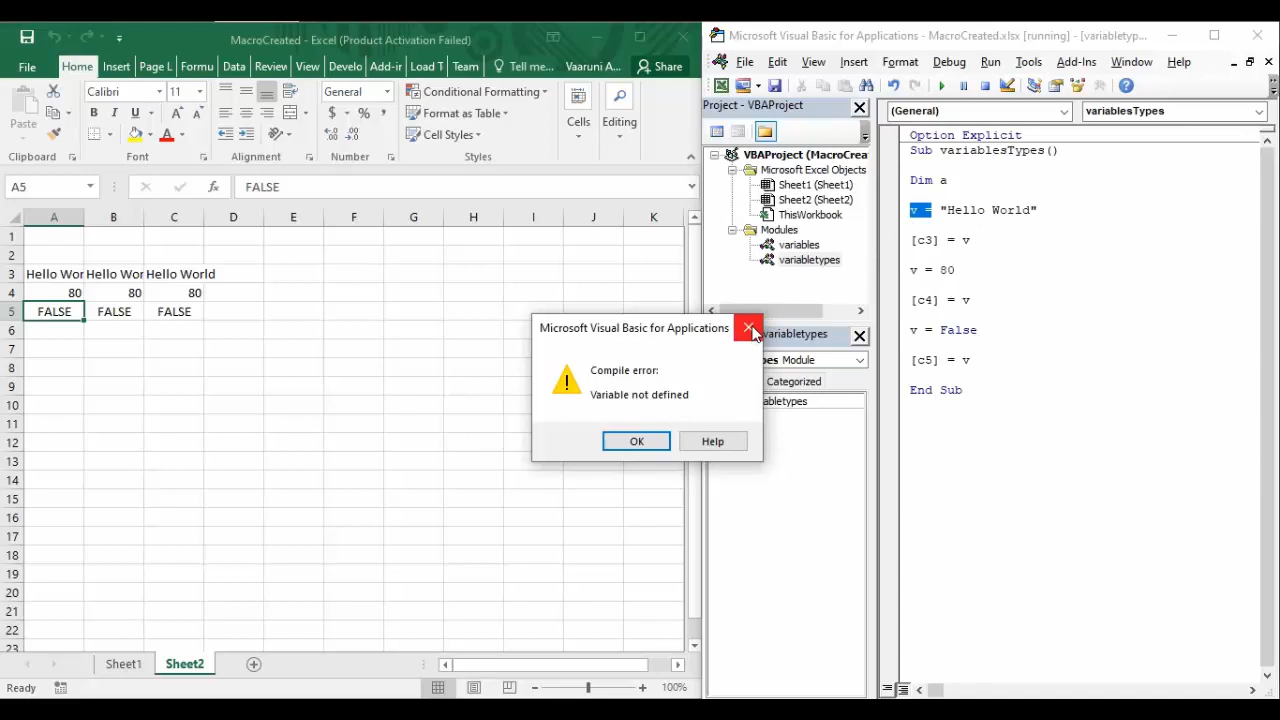 MacroCreated - Excel (Product Activation Failed)
File Home Insert Page L Formu Data Review View Develo Add-ir Load T Team Tell me... Vaaruni A... Share
Paste
Calibri 11
B I U A A
A
General
$ % ,
Conditional Formatting
Format as Table
Cell Styles
Cells
Editing
Clipboard Font Alignment Number Styles
A5 fx FALSE
A B C D E F G H I J K
1
2
3 Hello Wor Hello Wor Hello World
4 80 80 80
5 FALSE FALSE FALSE
6
7
8
9
10
11
12
13
14
15
16
17
18
19
20
21
22
23
Sheet1 Sheet2
Ready 100%
Microsoft Visual Basic for Applications - MacroCreated.xlsx [running] - [variabletyp...
File Edit View Insert Format Debug Run Tools Add-Ins Window Help
Project - VBAProject
VBAProject (MacroCrea
Microsoft Excel Objects
Sheet1 (Sheet1)
Sheet2 (Sheet2)
ThisWorkbook
Modules
variables
variabletypes
variabletypes
pes Module
Categorized
abletypes
(General) variablesTypes
Option Explicit
Sub variablesTypes()
Dim a
v = "Hello World"
[c3] = v
v = 80
[c4] = v
v = False
[c5] = v
End Sub
Microsoft Visual Basic for Applications
Compile error:
Variable not defined
OK Help